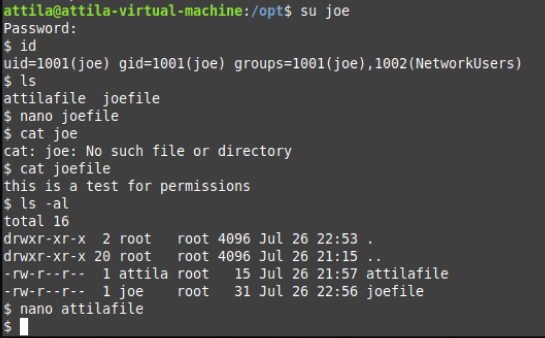 attila@attila-virtual-machine:/opt$ su joe
Password:
$ id
uid=1001(joe) gid=1001(joe) groups=1001(joe),1002(NetworkUsers)
$ ls
attilafile  joefile
$ nano joefile
$ cat joe
cat: joe: No such file or directory
$ cat joefile
this is a test for permissions
$ ls -al
total 16
drwxr-xr-x  2 root   root 4096 Jul 26 22:53 .
drwxr-xr-x 20 root   root 4096 Jul 26 21:15 ..
-rw-r--r--  1 attila root   15 Jul 26 21:57 attilafile
-rw-r--r--  1 joe    root   31 Jul 26 22:56 joefile
$ nano attilafile
$